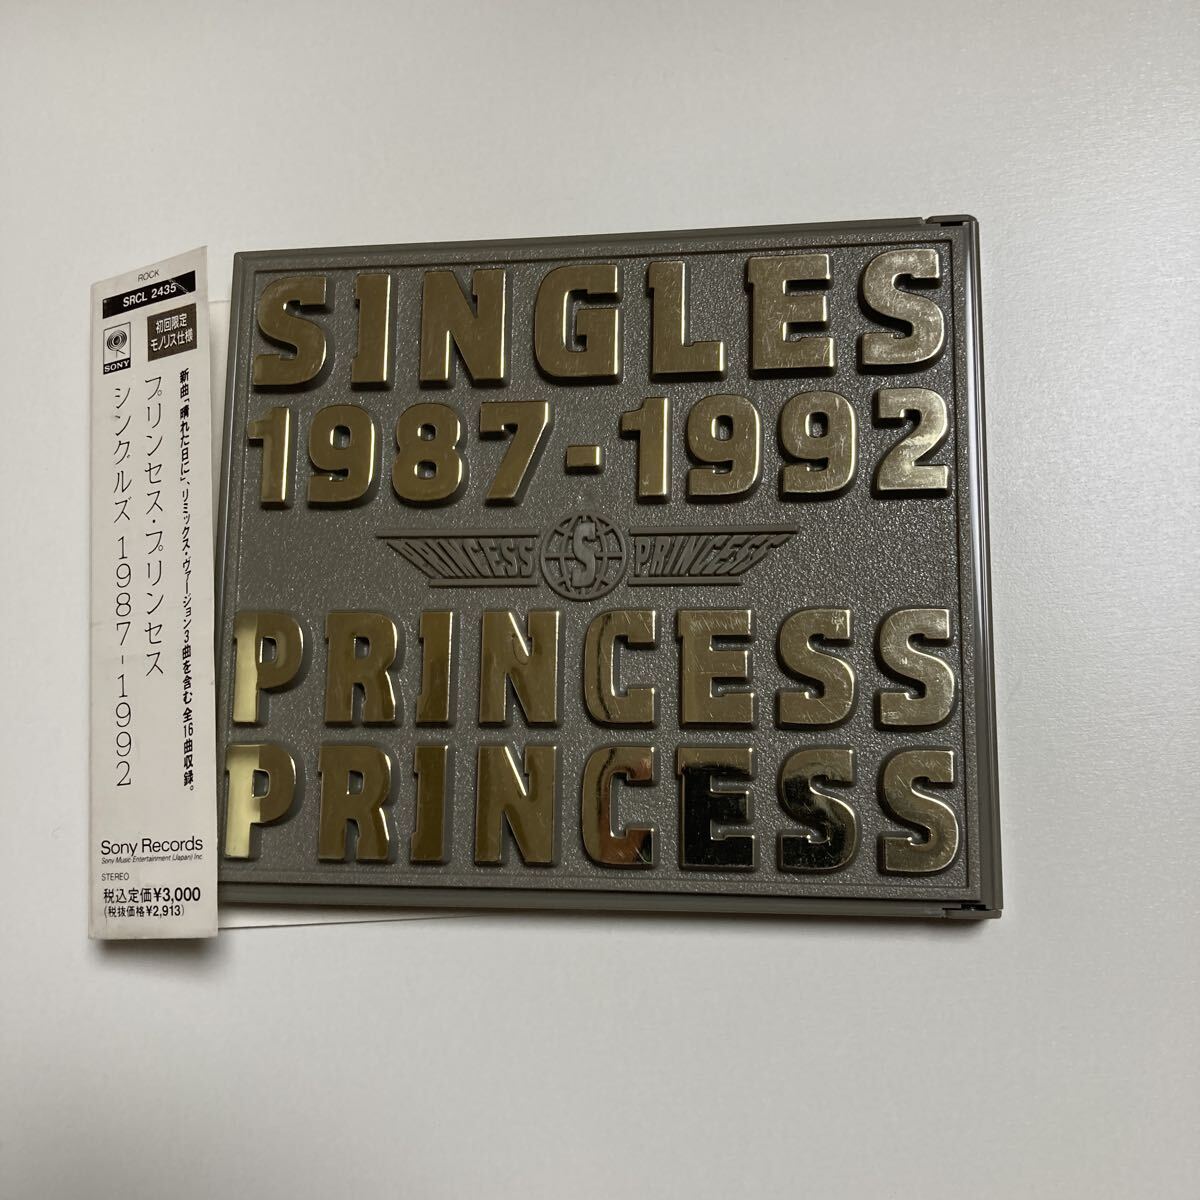 ROCK
SRCL 2435
SONY
初回限定
モノリス仕様
新曲「晴れた日に」、リミックス・ヴァージョン3曲を含む全16曲収録。
プリンセス・プリンセス
シングルズ 1987-1992
Sony Records
Sony Music Entertainment (Japan) Inc
STEREO
税込定価¥3,000
(税抜価格¥2,913)
SINGLES
1987-1992
PRINCESS S PRINCESS
PRINCESS
PRINCESS